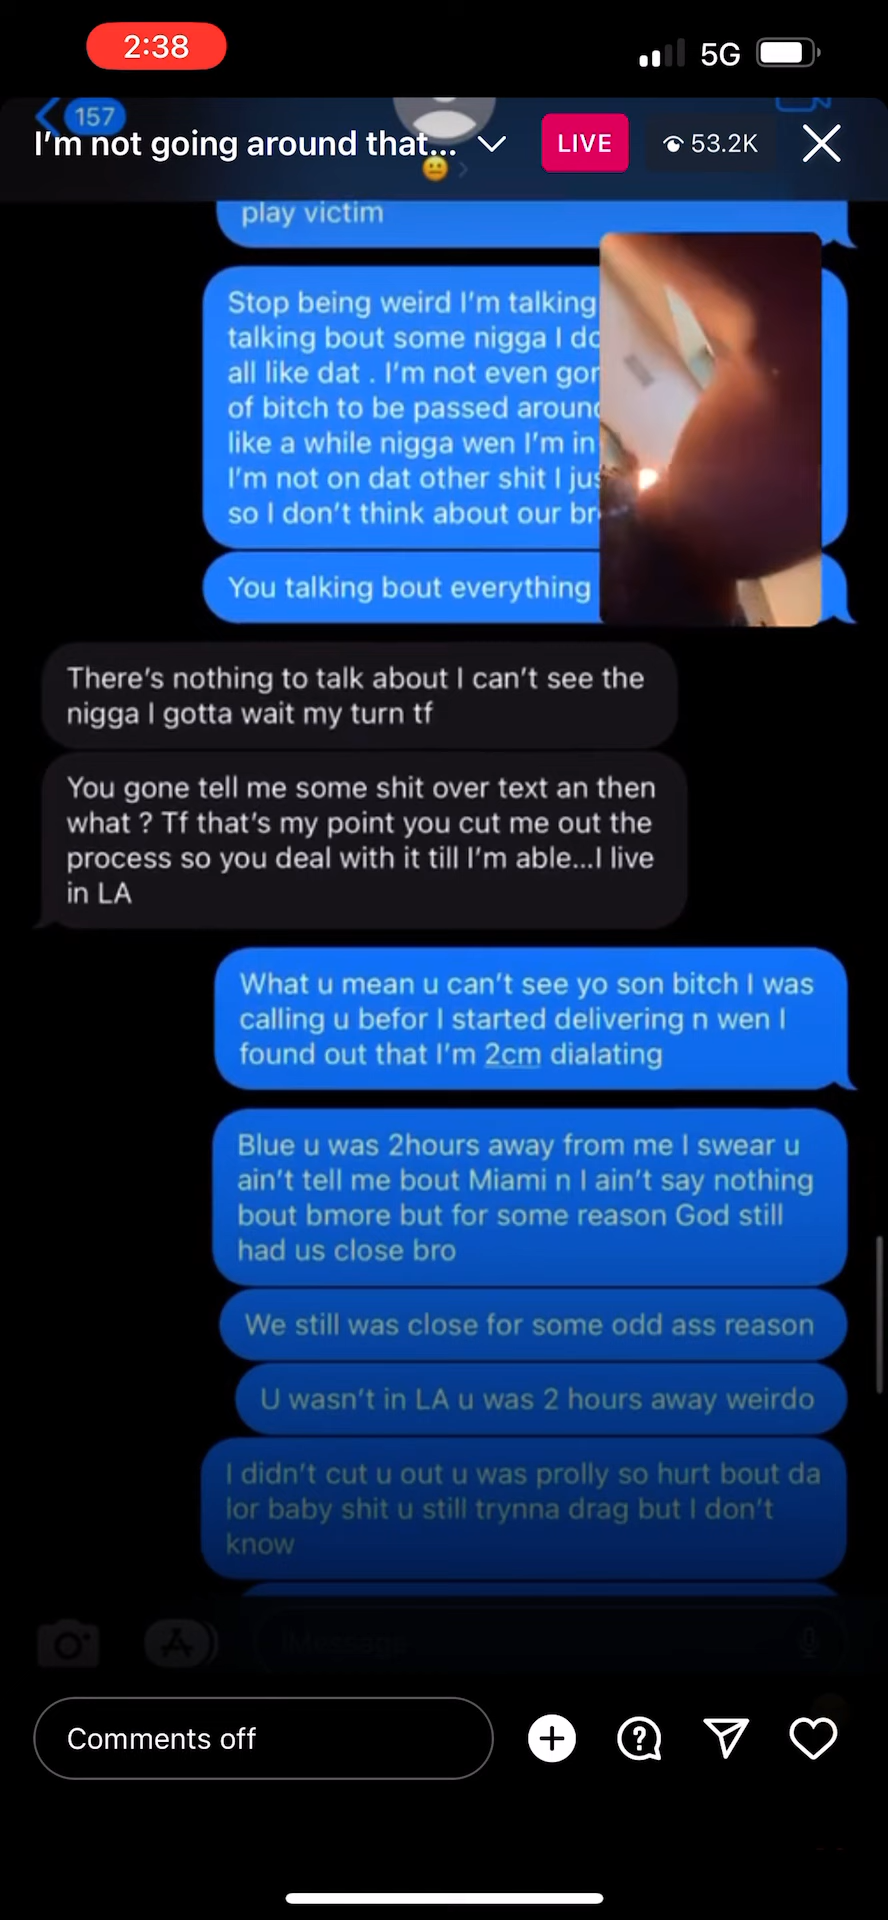 2:38
5G
157
I'm not going around that...
LIVE
53.2K
play victim
Stop being weird I'm talking
talking bout some nigga I
all like dat . I'm not even
of bitch to be passed
like a while nigga wen I'm in
I'm not on dat other shit I
so I don't think about our
You talking bout everything
There's nothing to talk about I can't see the
nigga I gotta wait my turn tf
You gone tell me some shit over text an then
what ? Tf that's my point you cut me out the
process so you deal with it till I'm able...I live
in LA
What u mean u can't see yo son bitch I was
calling u befor I started delivering n wen I
found out that I'm 2cm dialating
Blue u was 2hours away from me I swear u
ain't tell me bout Miami n I ain't say nothing
bout bmore but for some reason God still
had us close bro
We still was close for some odd ass reason
U wasn't in LA u was 2 hours away weirdo
I didn't cut u out u was prolly so hurt bout da
lor baby shit u still trynna drag but I don't
know
iMessage
Comments off